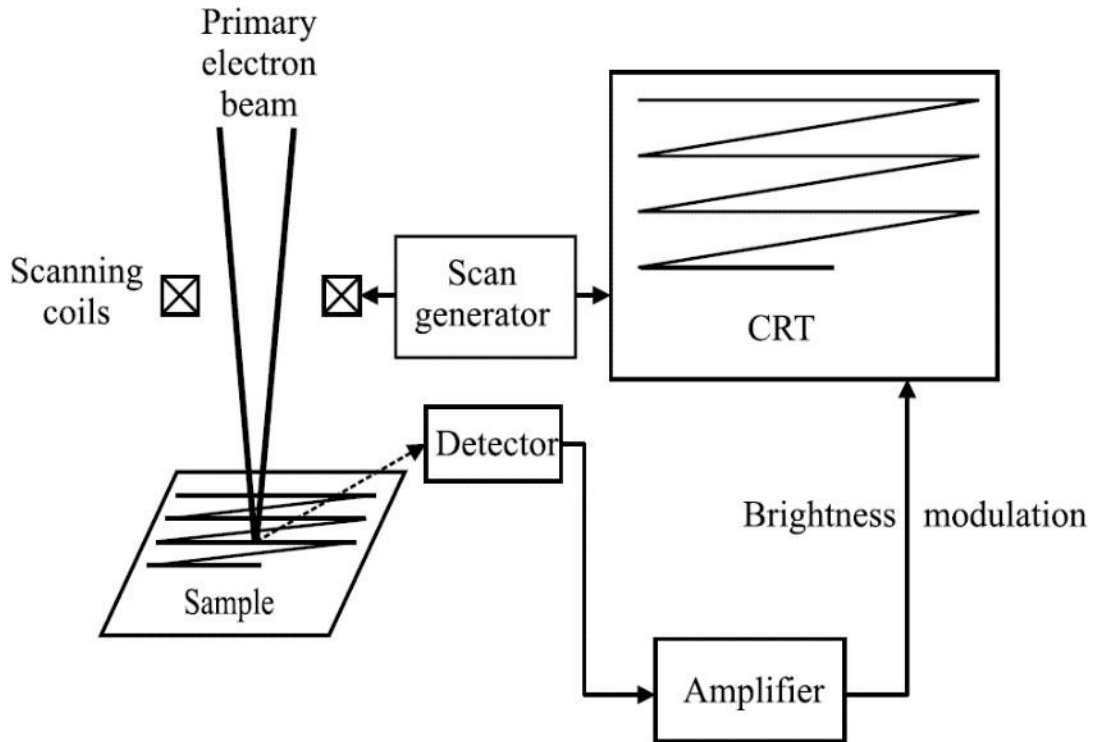 Primary
electron
beam
Scanning
coils
Scan
generator
CRT
Detector
Brightness modulation
Sample
Amplifier